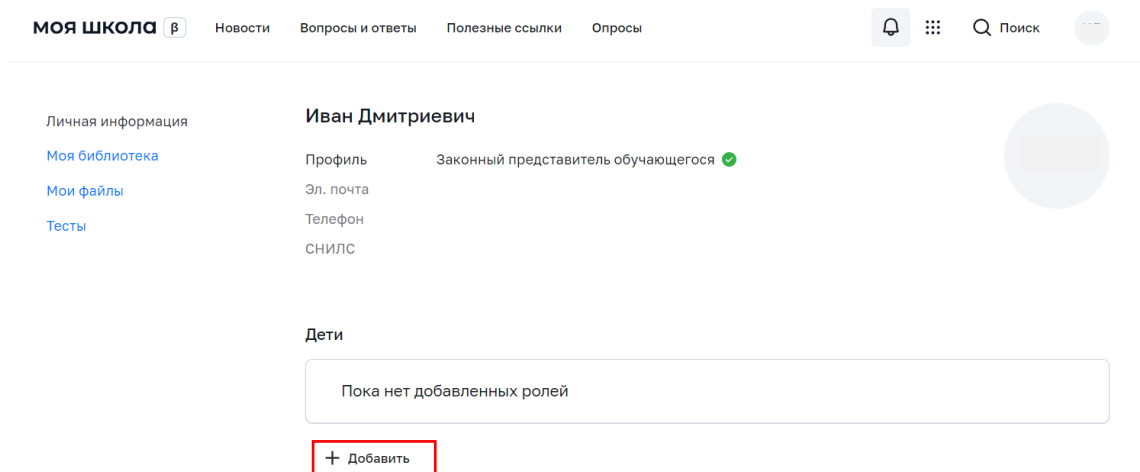 моя школа β Новости Вопросы и ответы Полезные ссылки Опросы Поиск
Личная информация
Моя библиотека
Мои файлы
Тесты
Иван Дмитриевич
Профиль Законный представитель обучающегося
Эл. почта
Телефон
СНИЛС
Дети
Пока нет добавленных ролей
+ Добавить